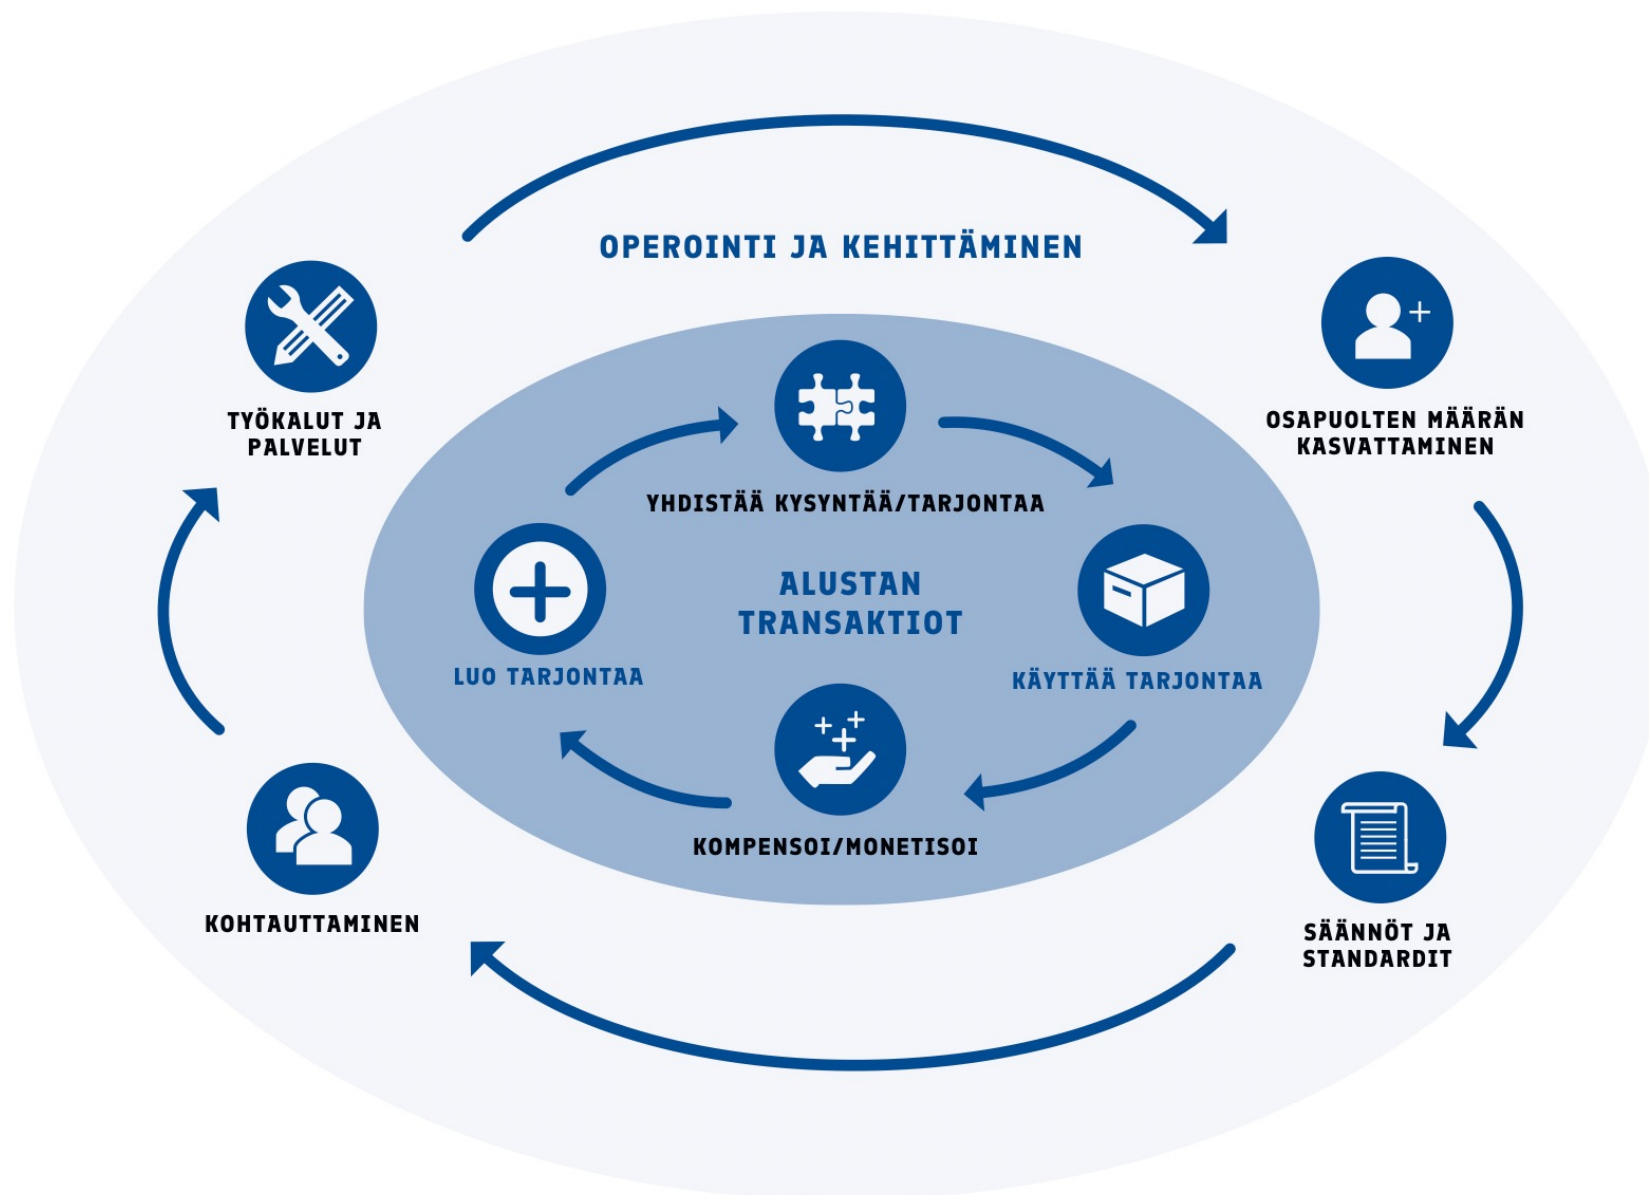 OPEROINTI JA KEHITTÄMINEN
TYÖKALUT JA
PALVELUT
OSAPUOLTEN MÄÄRÄN
KASVATTAMINEN
YHDISTÄÄ KYSYNTÄÄ/TARJONTAA
ALUSTAN
TRANSAKTIOT
LUO TARJONTAA
KÄYTTÄÄ TARJONTAA
KOMPENSOI/MONETISOI
KOHTAUTTAMINEN
SÄÄNNÖT JA
STANDARDIT